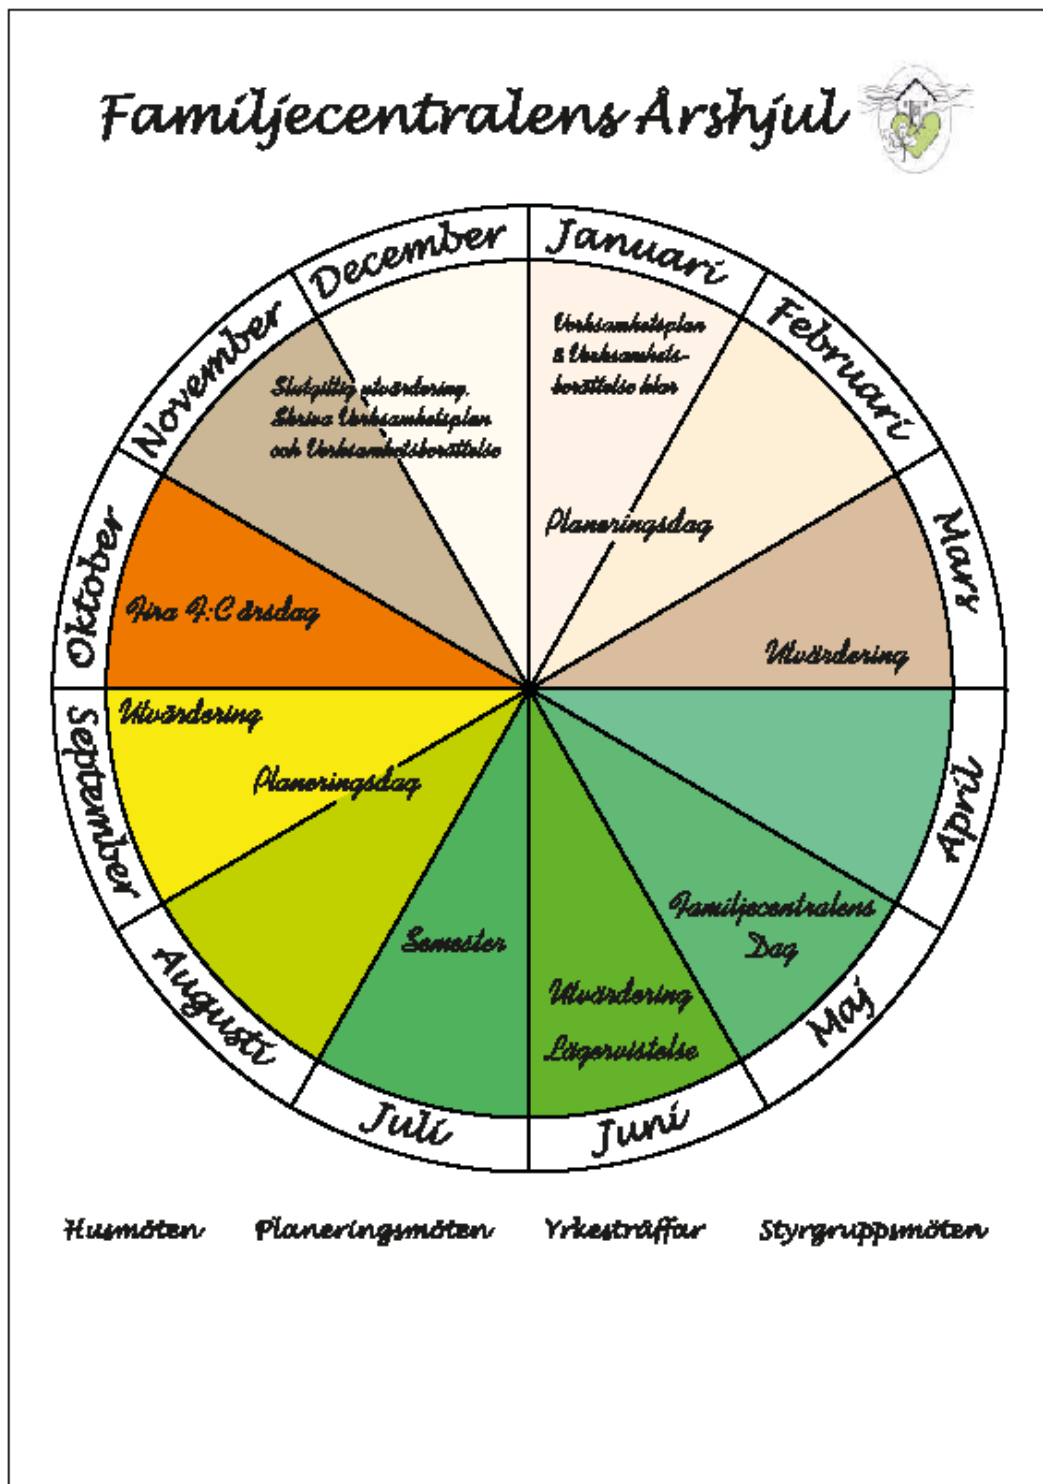 Familjecentralens Årshjul
Januari
Verksamhetsplan
& Verksamhets-
berättelse klar
Februari
Planeringsdag
Mars
Utvärdering
April
Maj
Familjecentralens
Dag
Juni
Utvärdering
Lägervistelse
Juli
Semester
Augusti
Planeringsdag
September
Utvärdering
Oktober
Fira F:C årsdag
November
Slutgiltig utvärdering.
Skriva Verksamhetsplan
och Verksamhetsberättelse
December
Husmöten Planeringsmöten Yrkesträffar Styrgruppsmöten